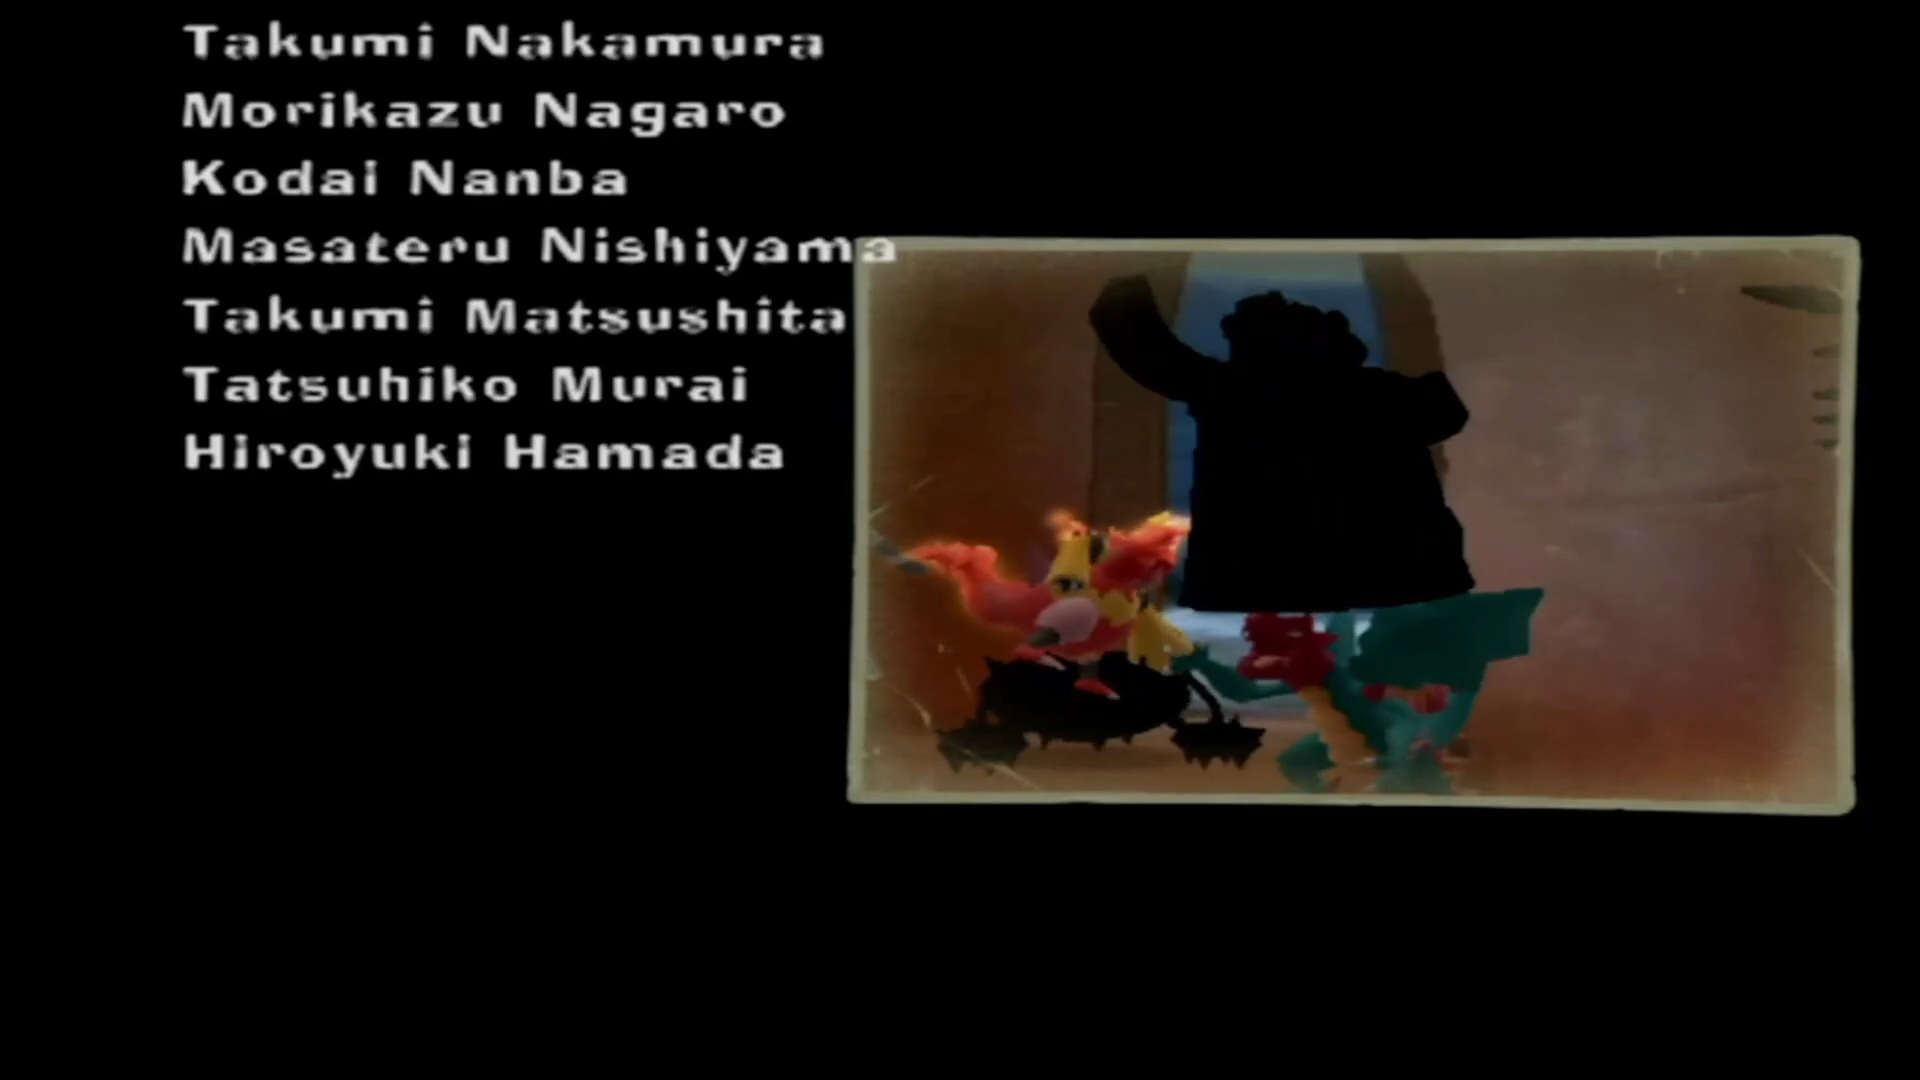 Takumi Nakamura
Morikazu Nagaro
Kodai Nanba
Masateru Nishiyama
Takumi Matsushita
Tatsuhiko Murai
Hiroyuki Hamada